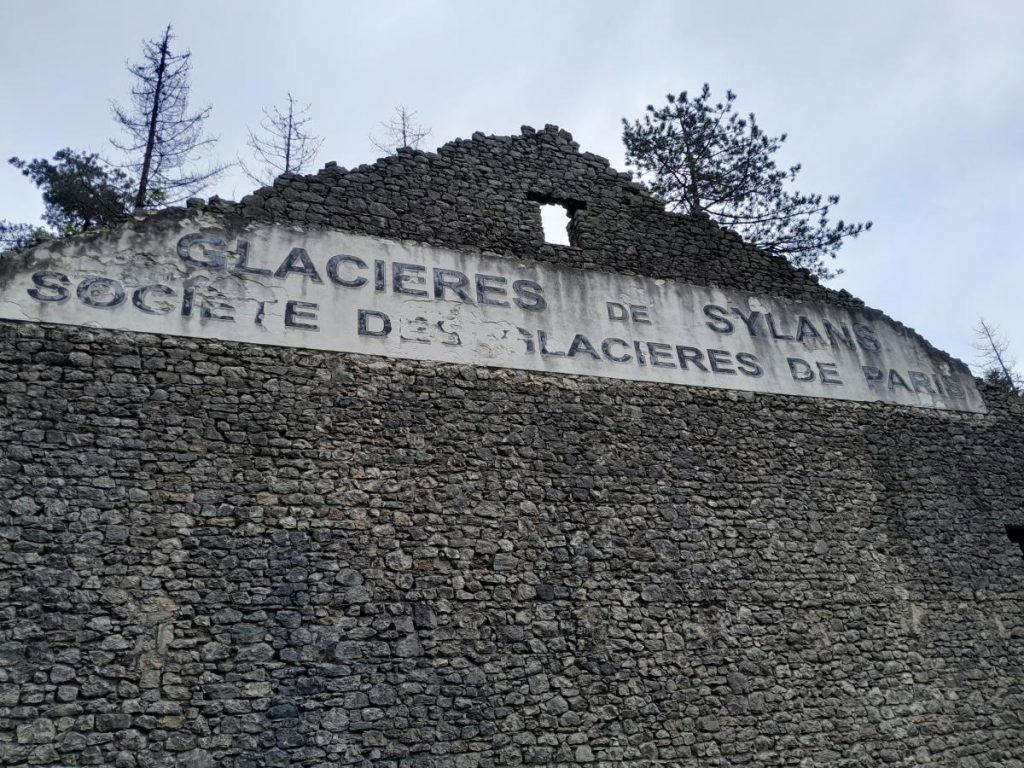 GLACIERES DE SYLANS
SOCIETE DES GLACIERES DE PARIS